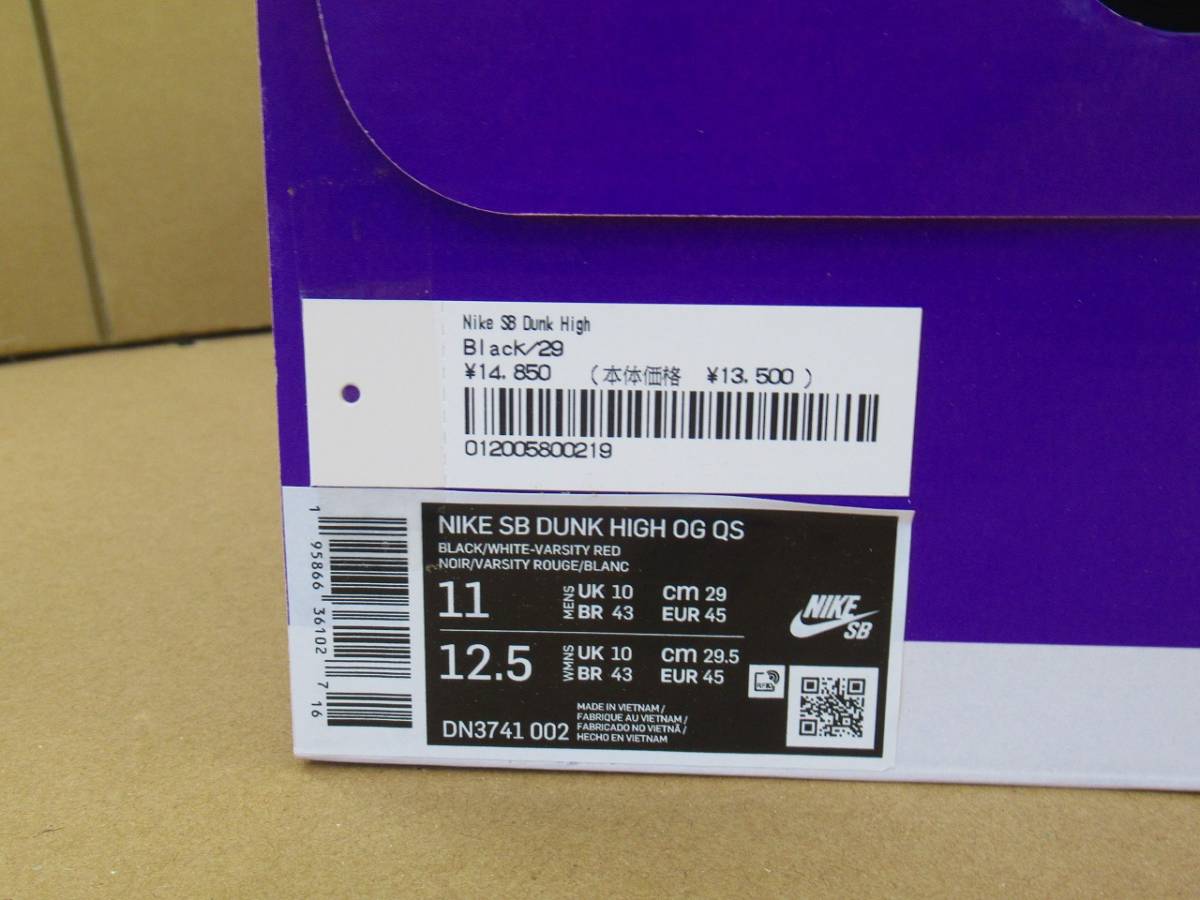 Nike SB Dunk High
Black/29
¥14.850 (本体価格 ¥13.500 )
012005800219
1 95866 36102 7 16
NIKE SB DUNK HIGH OG QS
BLACK/WHITE-VARSITY RED
NOIR/VARSITY ROUGE/BLANC
11 MENS UK 10 cm 29
BR 43 EUR 45
12.5 WMNS UK 10 cm 29.5
BR 43 EUR 45
NIKE
SB
DN3741 002
MADE IN VIETNAM /
FABRIQUE AU VIETNAM /
FABRICADO NO VIETNÃ /
HECHO EN VIETNAM